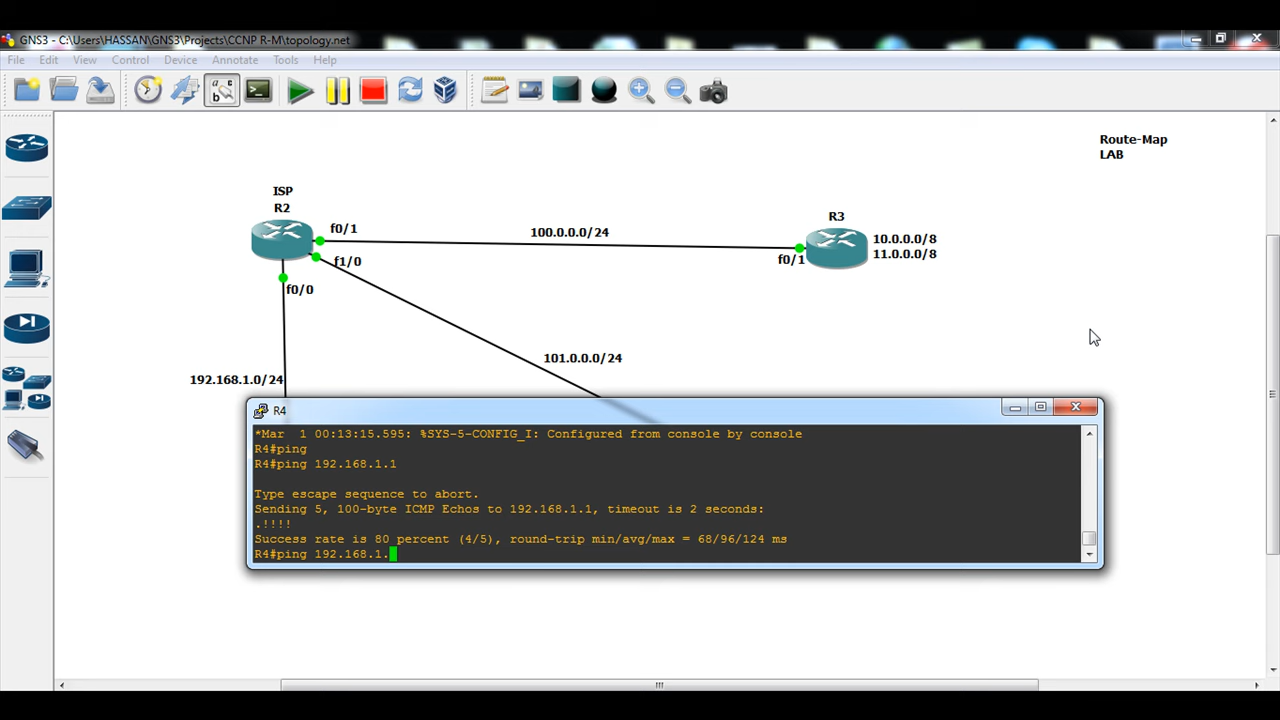 GNS3 - C:\Users\HASSAN\GNS3\Projects\CCNP R-M\topology.net
File Edit View Control Device Annotate Tools Help
Route-Map
LAB
ISP
R2
f0/1
100.0.0.0/24
R3
10.0.0.0/8
11.0.0.0/8
f0/1
f1/0
f0/0
101.0.0.0/24
192.168.1.0/24
R4
*Mar  1 00:13:15.595: %SYS-5-CONFIG_I: Configured from console by console
R4#ping
R4#ping 192.168.1.1
Type escape sequence to abort.
Sending 5, 100-byte ICMP Echos to 192.168.1.1, timeout is 2 seconds:
.!!!!
Success rate is 80 percent (4/5), round-trip min/avg/max = 68/96/124 ms
R4#ping 192.168.1.